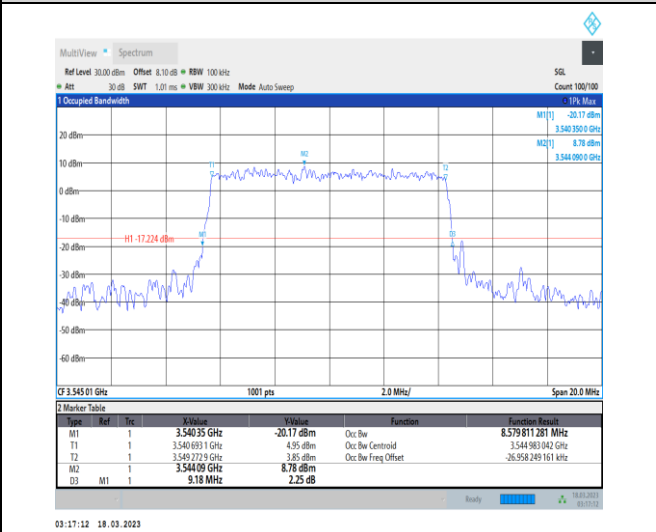 MultiView Spectrum
Ref Level 30.00 dBm Offset 8.10 dB RBW 100 kHz SGL
Att 30 dB SWT 1.01 ms VBW 300 kHz Mode Auto Sweep Count 100/100
1 Occupied Bandwidth 1Pk Max
M1[1] -20.17 dBm
3.540 350 0 GHz
20 dBm
M2[1] 8.78 dBm
3.544 090 0 GHz
M2
10 dBm
T1
T2
0 dBm
-10 dBm
H1 -17.224 dBm
M1
D3
-20 dBm
-30 dBm
-40 dBm
-50 dBm
-60 dBm
CF 3.545 01 GHz 1001 pts 2.0 MHz/ Span 20.0 MHz
2 Marker Table
Type Ref Trc X-Value Y-Value Function Function Result
M1 1 3.540 35 GHz -20.17 dBm Occ Bw 8.579 811 281 MHz
T1 1 3.540 693 1 GHz 4.95 dBm Occ Bw Centroid 3.544 983 042 GHz
T2 1 3.549 272 9 GHz 3.85 dBm Occ Bw Freq Offset -26.958 249 161 kHz
M2 1 3.544 09 GHz 8.78 dBm
D3 M1 1 9.18 MHz 2.25 dB
Ready 18.03.2023
03:17:12
03:17:12 18.03.2023